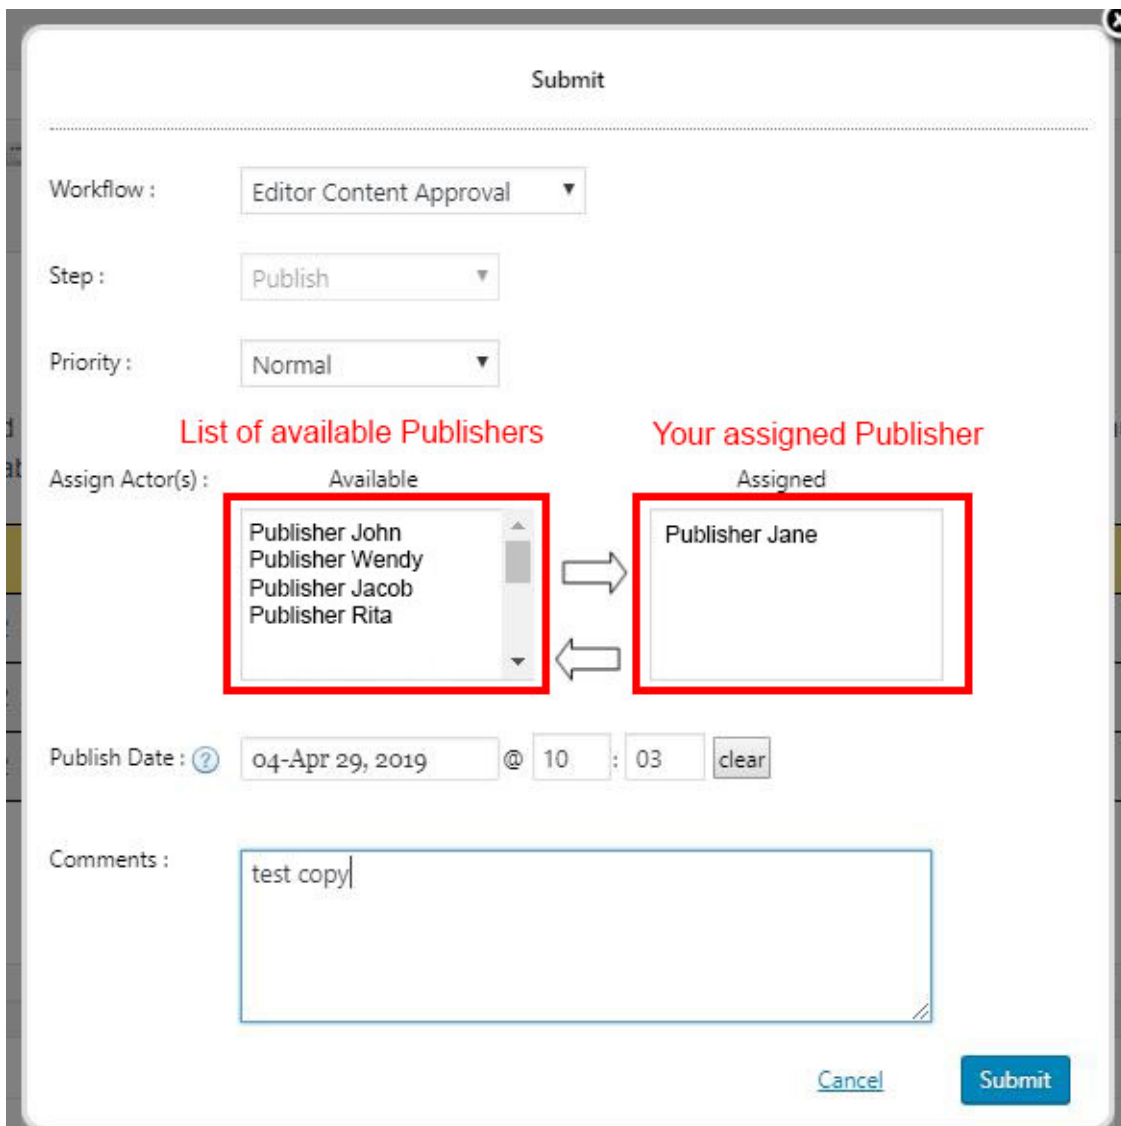 Submit
Workflow : Editor Content Approval
Step : Publish
Priority : Normal
List of available Publishers Your assigned Publisher
Assign Actor(s) : Available Assigned
Publisher John
Publisher Wendy
Publisher Jacob
Publisher Rita
Publisher Jane
Publish Date : ? 04-Apr 29, 2019 @ 10 : 03 clear
Comments : test copy
Cancel Submit